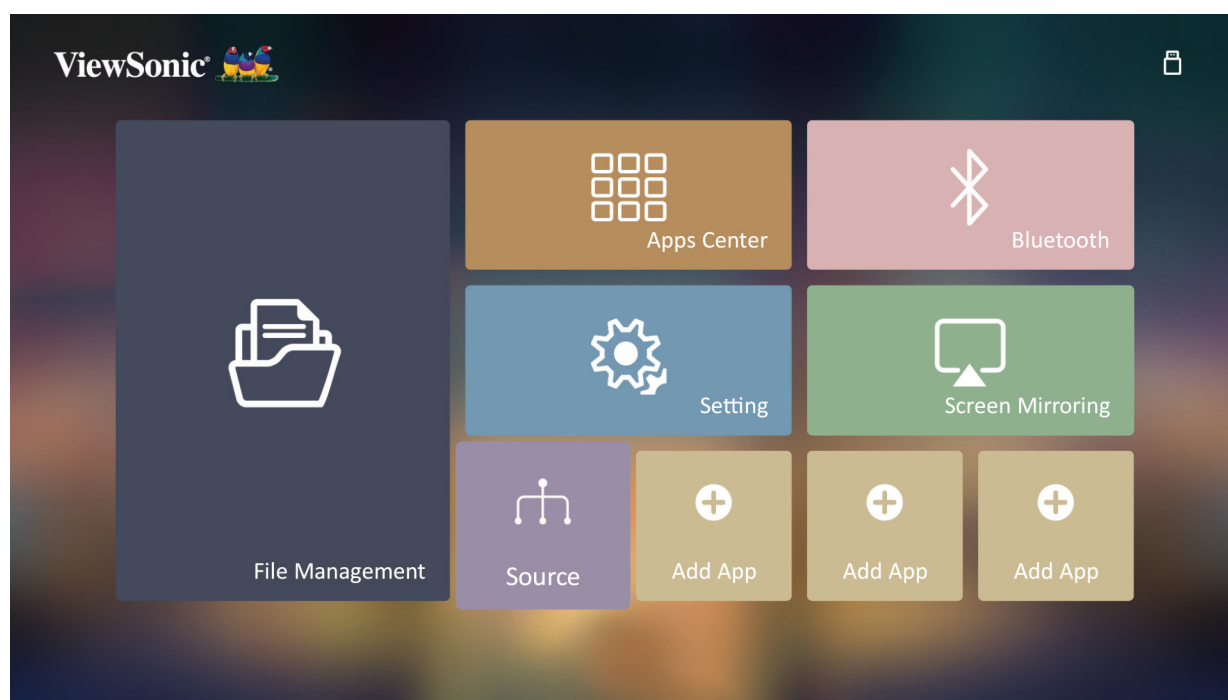 ViewSonic®
Apps Center
Bluetooth
Setting
Screen Mirroring
File Management
Source
Add App
Add App
Add App